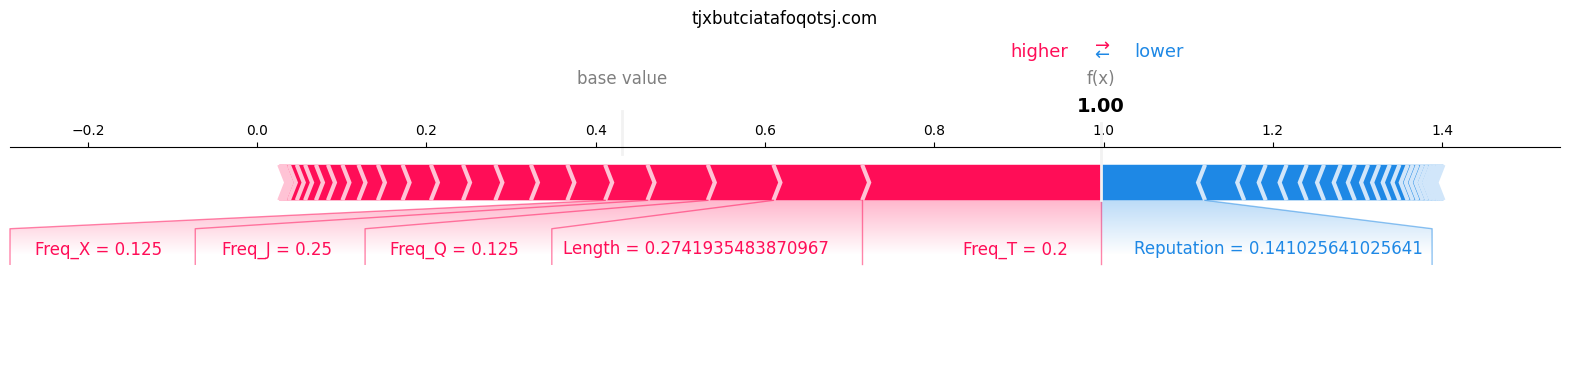 tjxbutciatafoqotsj.com
higher ⇄ lower
base value f(x)
1.00
−0.2 0.0 0.2 0.4 0.6 0.8 1.0 1.2 1.4
Freq_X = 0.125 Freq_J = 0.25 Freq_Q = 0.125 Length = 0.2741935483870967 Freq_T = 0.2 Reputation = 0.141025641025641